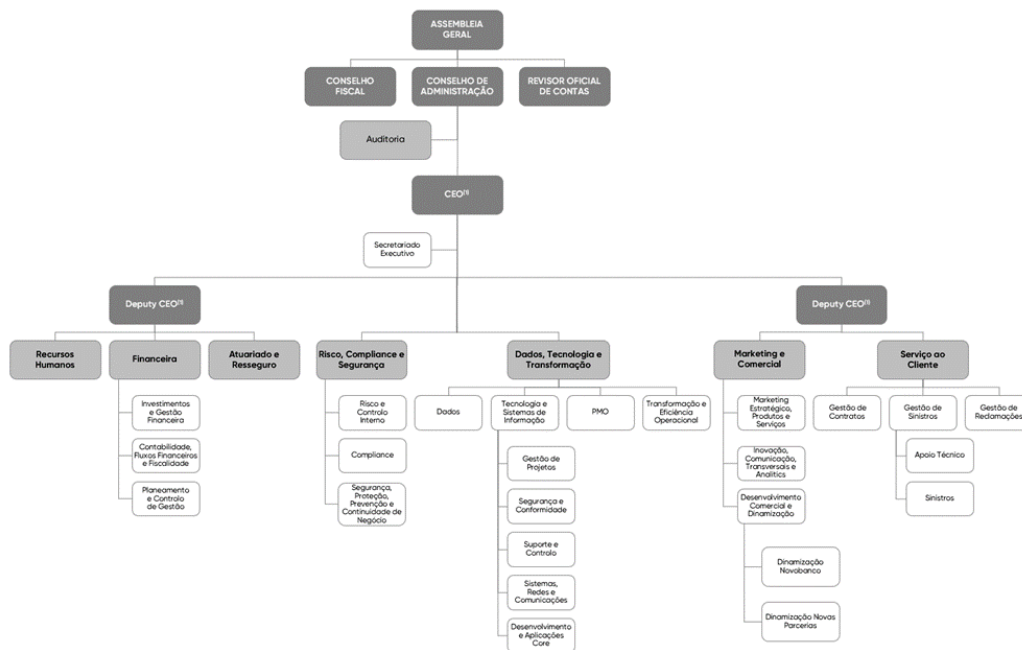 ASSEMBLEIA
GERAL
CONSELHO
FISCAL
CONSELHO DE
ADMINISTRAÇÃO
REVISOR OFICIAL
DE CONTAS
Auditoria
CEO(1)
Secretariado
Executivo
Deputy CEO(1)
Deputy CEO(1)
Recursos
Humanos
Financeira
Atuariado e
Resseguro
Risco, Compliance e
Segurança
Dados, Tecnologia e
Transformação
Marketing e
Comercial
Serviço ao
Cliente
Investimentos
e Gestão
Financeira
Contabilidade,
Fluxos Financeiros
e Fiscalidade
Planeamento
e Controlo
de Gestão
Risco e
Controlo
Interno
Compliance
Segurança,
Proteção,
Prevenção e
Continuidade de
Negócio
Dados
Tecnologia e
Sistemas de
Informação
PMO
Transformação e
Eficiência
Operacional
Gestão de
Projetos
Segurança e
Conformidade
Suporte e
Controlo
Sistemas,
Redes e
Comunicações
Desenvolvimento
e Aplicações
Core
Marketing
Estratégico,
Produtos e
Serviços
Inovação,
Comunicação,
Transversais e
Analitics
Desenvolvimento
Comercial e
Dinamização
Dinamização
Novobanco
Dinamização Novas
Parcerias
Gestão de
Contratos
Gestão de
Sinistros
Gestão de
Reclamações
Apoio Técnico
Sinistros